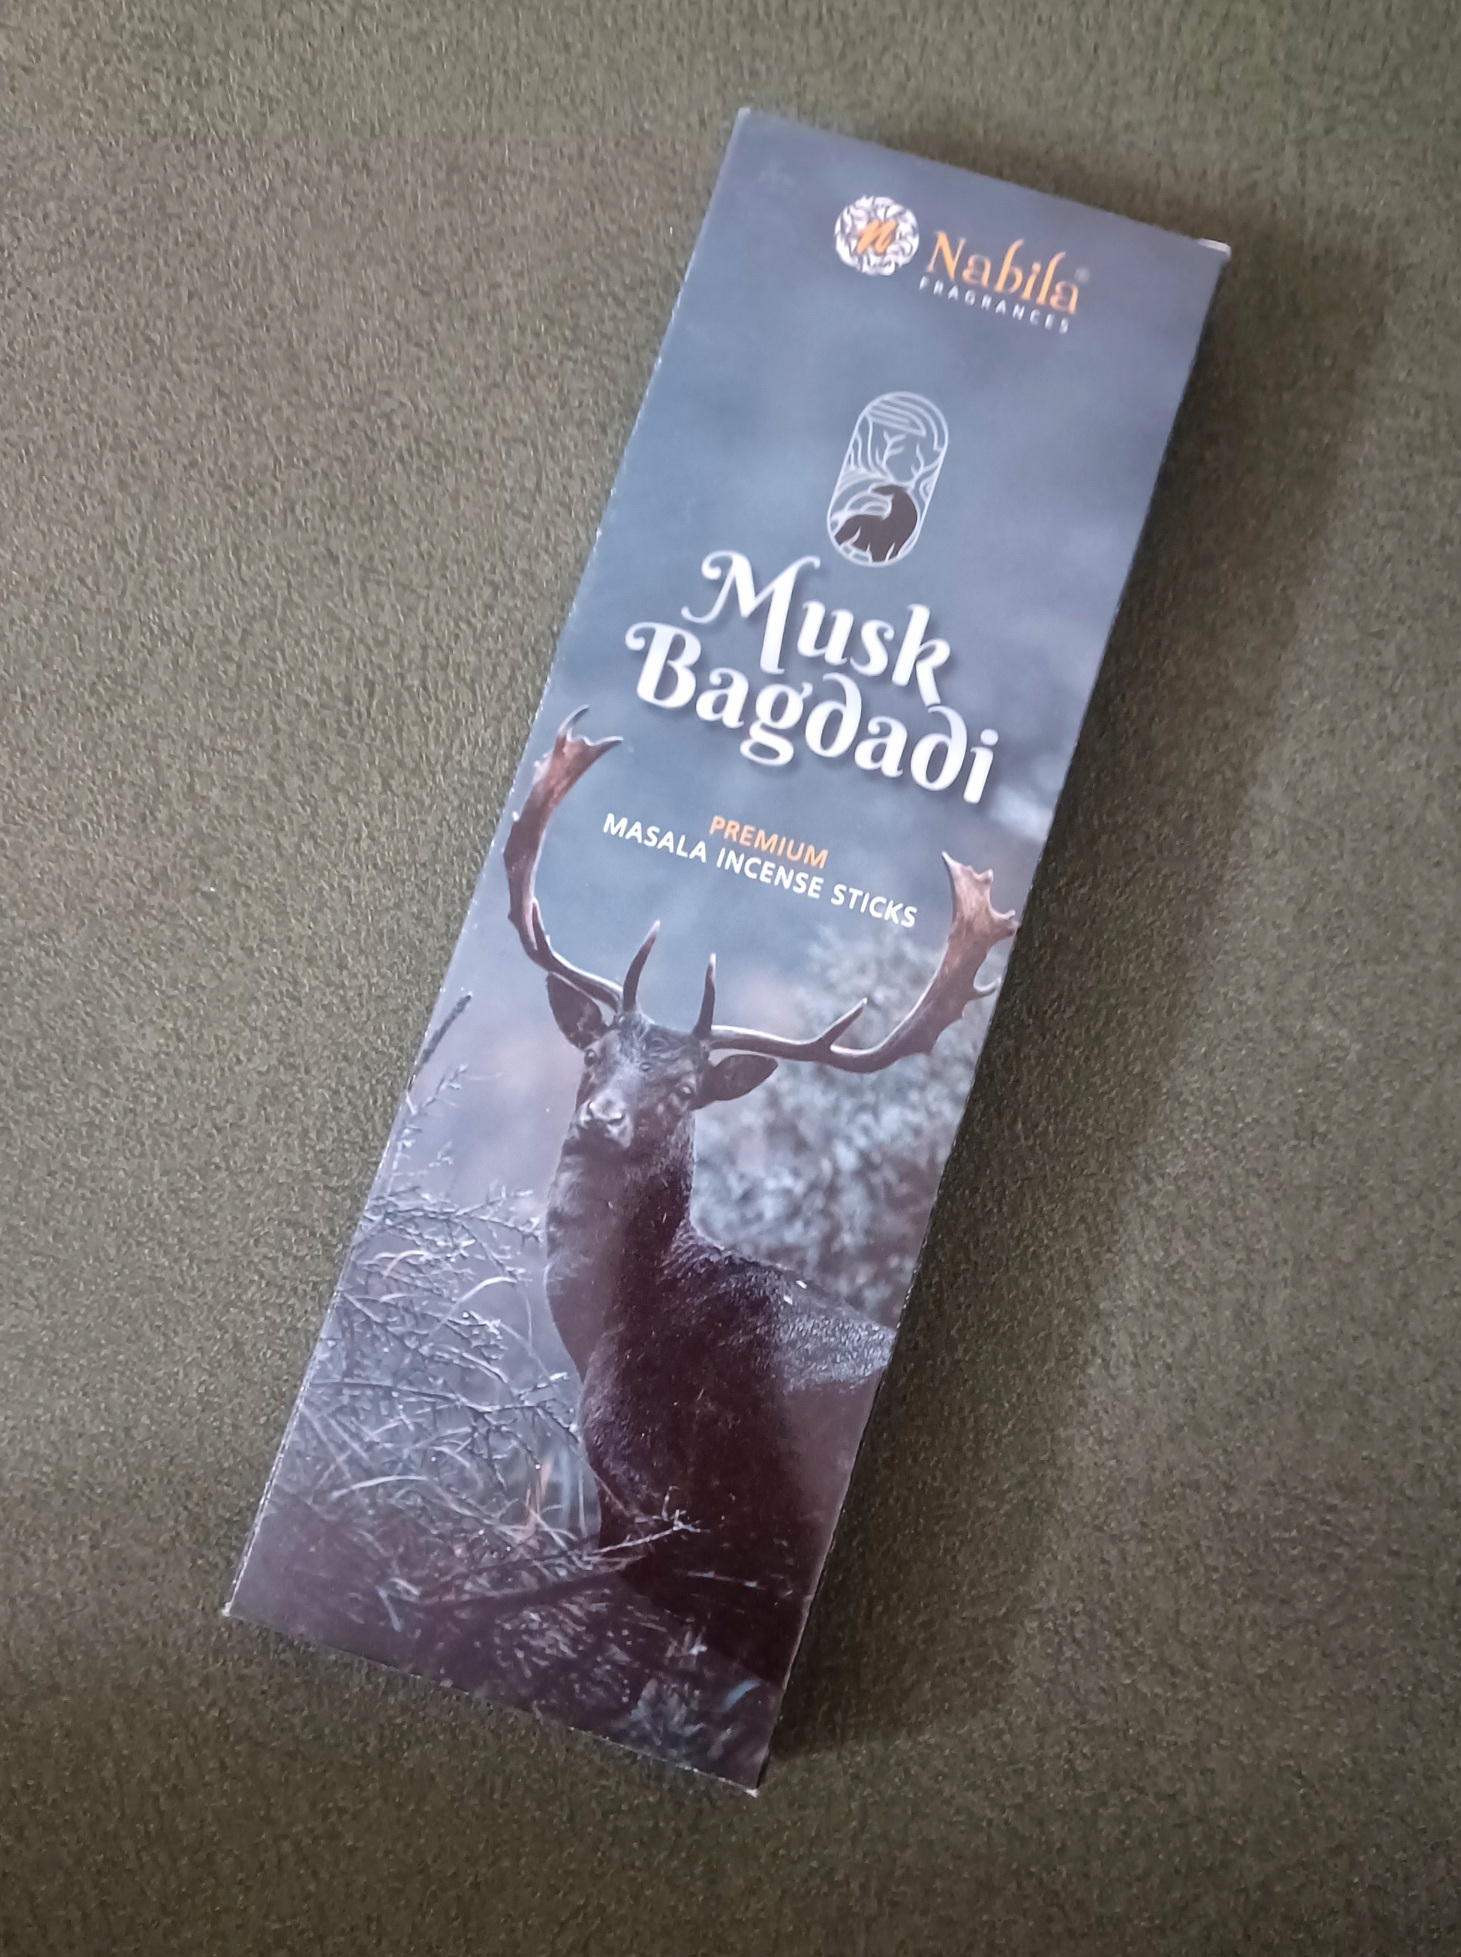 n
Nabila®
FRAGRANCES
Musk
Bagdadi
PREMIUM
MASALA INCENSE STICKS